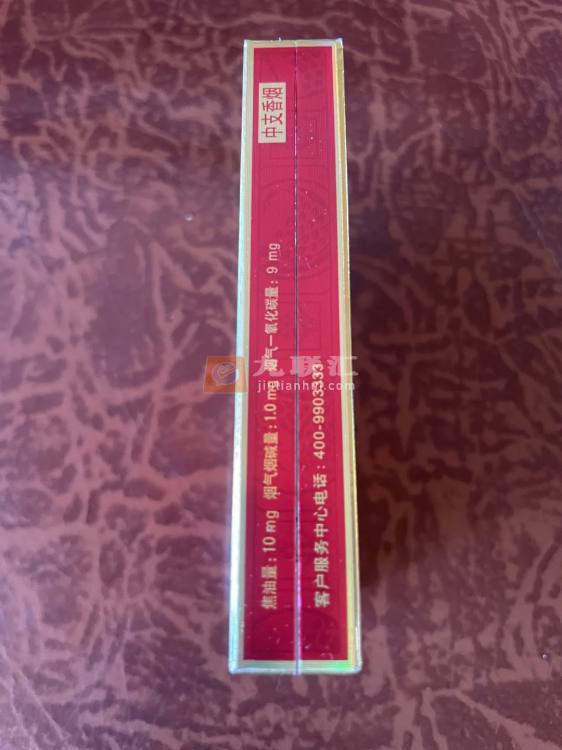 中支香烟
焦油量：10 mg 烟气烟碱量：1.0 mg 烟气一氧化碳量：9 mg
客户服务中心电话：400-9903333
九联汇
jiulianhui.com